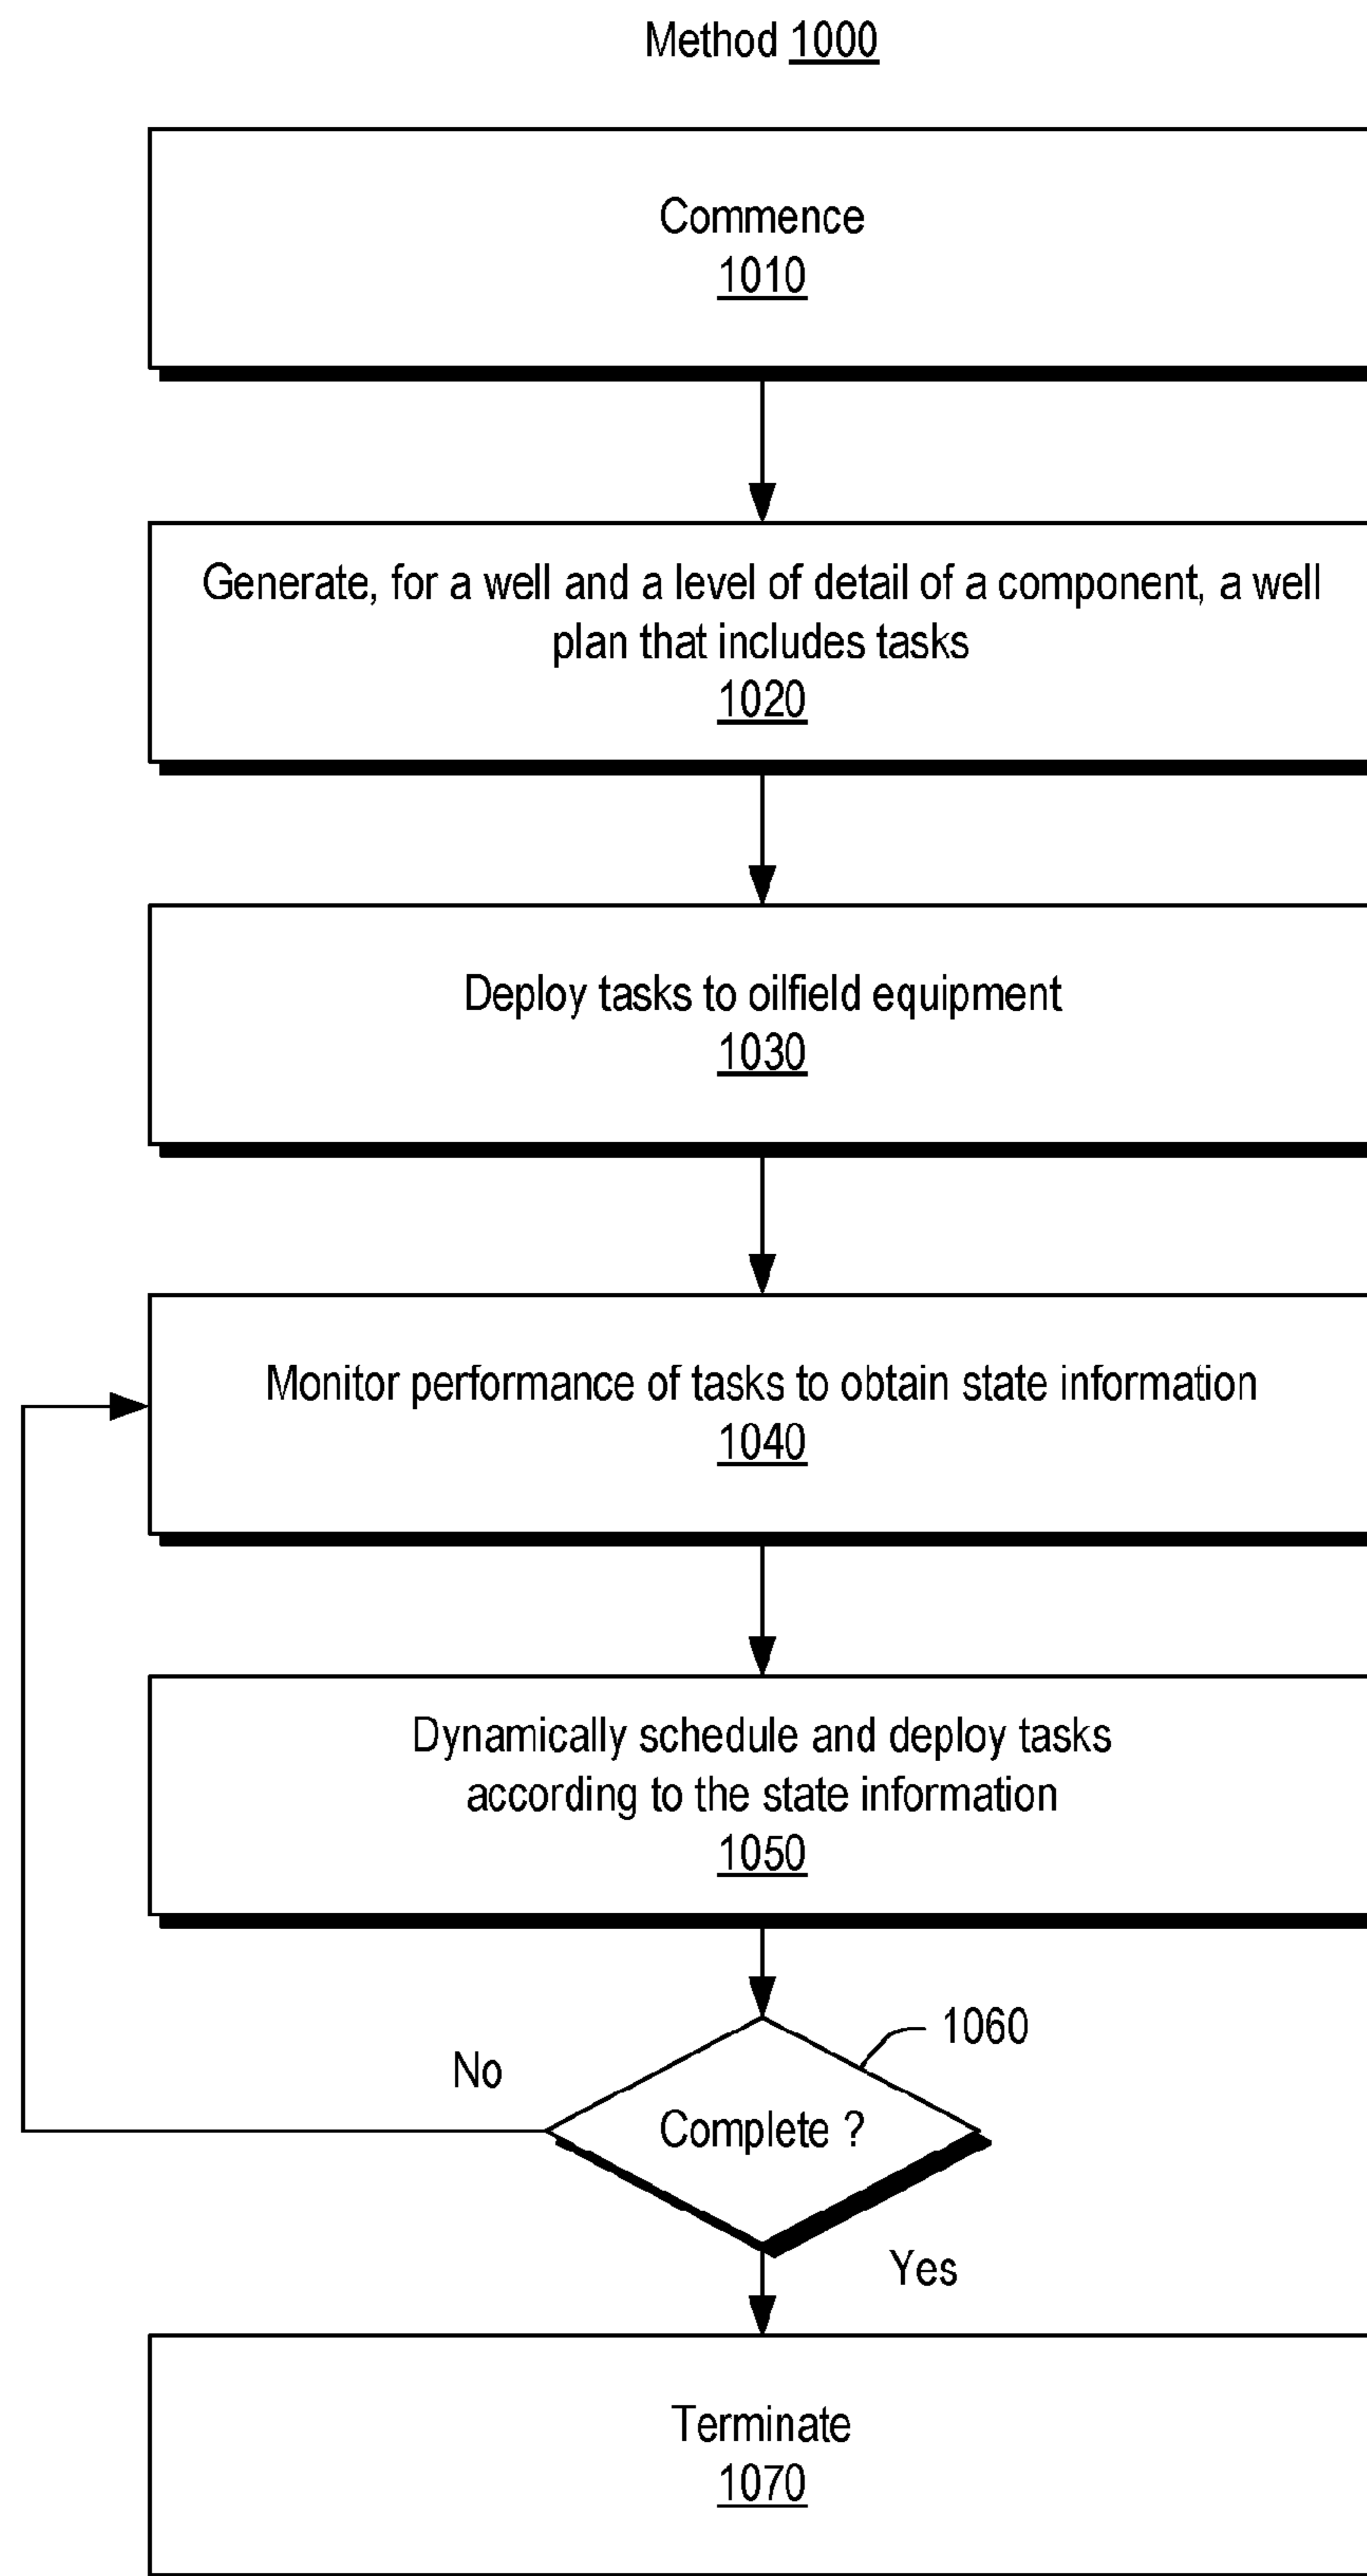 Method 1000
Commence
1010
Generate, for a well and a level of detail of a component, a well
plan that includes tasks
1020
Deploy tasks to oilfield equipment
1030
Monitor performance of tasks to obtain state information
1040
Dynamically schedule and deploy tasks
according to the state information
1050
1060
No
Complete ?
Yes
Terminate
1070